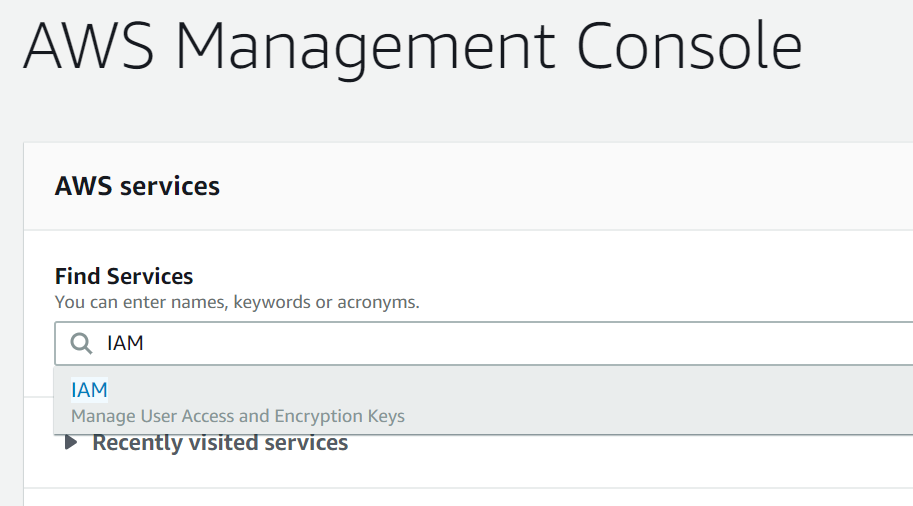 AWS Management Console
AWS services
Find Services
You can enter names, keywords or acronyms.
IAM
IAM
Manage User Access and Encryption Keys
Recently visited services